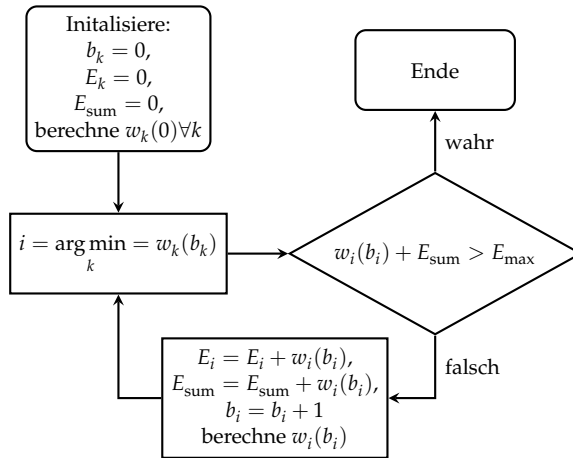 Initalisiere:
b_k = 0,
E_k = 0,
E_sum = 0,
berechne w_k(0)∀k
Ende
wahr
i = arg min = w_k(b_k)
k
w_i(b_i) + E_sum > E_max
falsch
E_i = E_i + w_i(b_i),
E_sum = E_sum + w_i(b_i),
b_i = b_i + 1
berechne w_i(b_i)